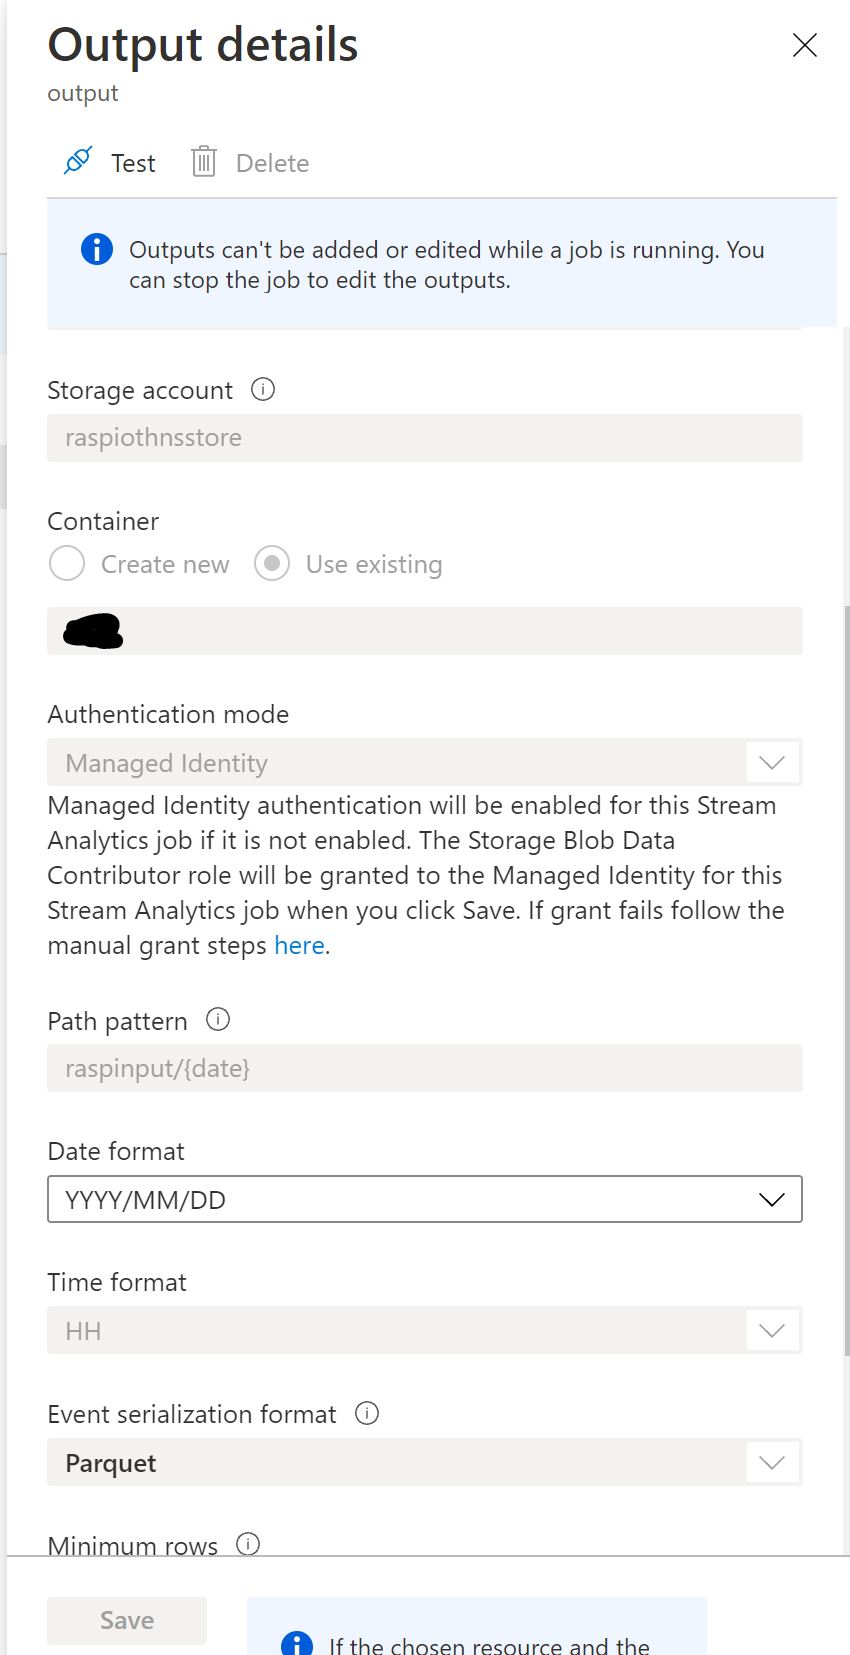 Output details
output
Test Delete
Outputs can't be added or edited while a job is running. You
can stop the job to edit the outputs.
Storage account
raspiothnsstore
Container
Create new Use existing
Authentication mode
Managed Identity
Managed Identity authentication will be enabled for this Stream
Analytics job if it is not enabled. The Storage Blob Data
Contributor role will be granted to the Managed Identity for this
Stream Analytics job when you click Save. If grant fails follow the
manual grant steps here.
Path pattern
raspinput/{date}
Date format
YYYY/MM/DD
Time format
HH
Event serialization format
Parquet
Minimum rows
Save
If the chosen resource and the